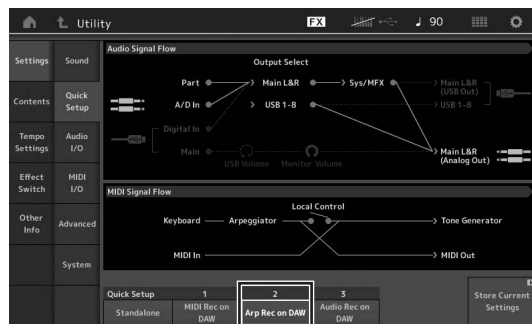 Utility
FX
90
Settings
Sound
Contents
Quick
Setup
Tempo
Settings
Audio
I/O
Effect
Switch
MIDI
I/O
Other
Info
Advanced
System
Audio Signal Flow
Output Select
Part
Main L&R
Sys/MFX
Main L&R
(USB Out)
A/D In
USB 1-8
USB 1-8
Digital In
Main
USB Volume
Monitor Volume
Main L&R
(Analog Out)
MIDI Signal Flow
Local Control
Keyboard
Arpeggiator
Tone Generator
MIDI In
MIDI Out
Quick Setup
1
2
3
Standalone
MIDI Rec on
DAW
Arp Rec on DAW
Audio Rec on
DAW
Store Current
Settings